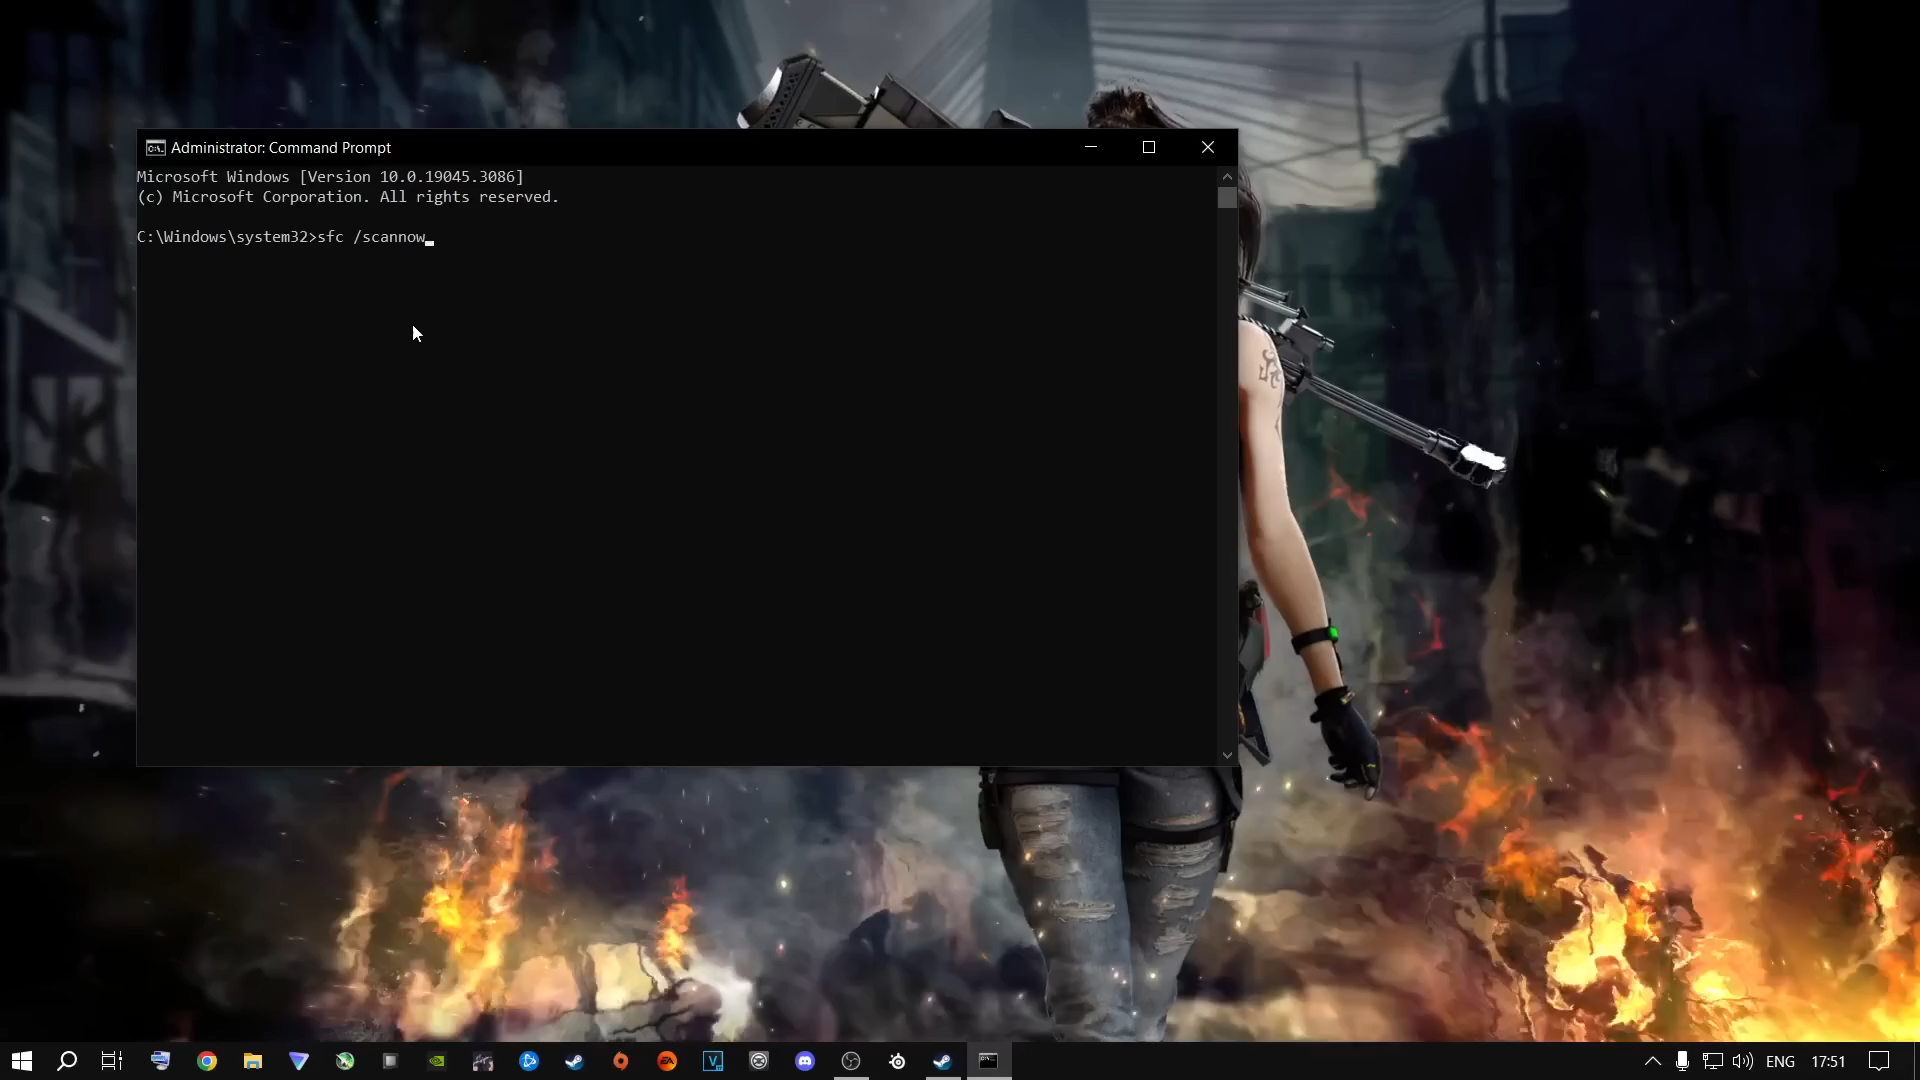 Administrator: Command Prompt
Microsoft Windows [Version 10.0.19045.3086]
(c) Microsoft Corporation. All rights reserved.
C:\Windows\system32>sfc /scannow
ENG
17:51